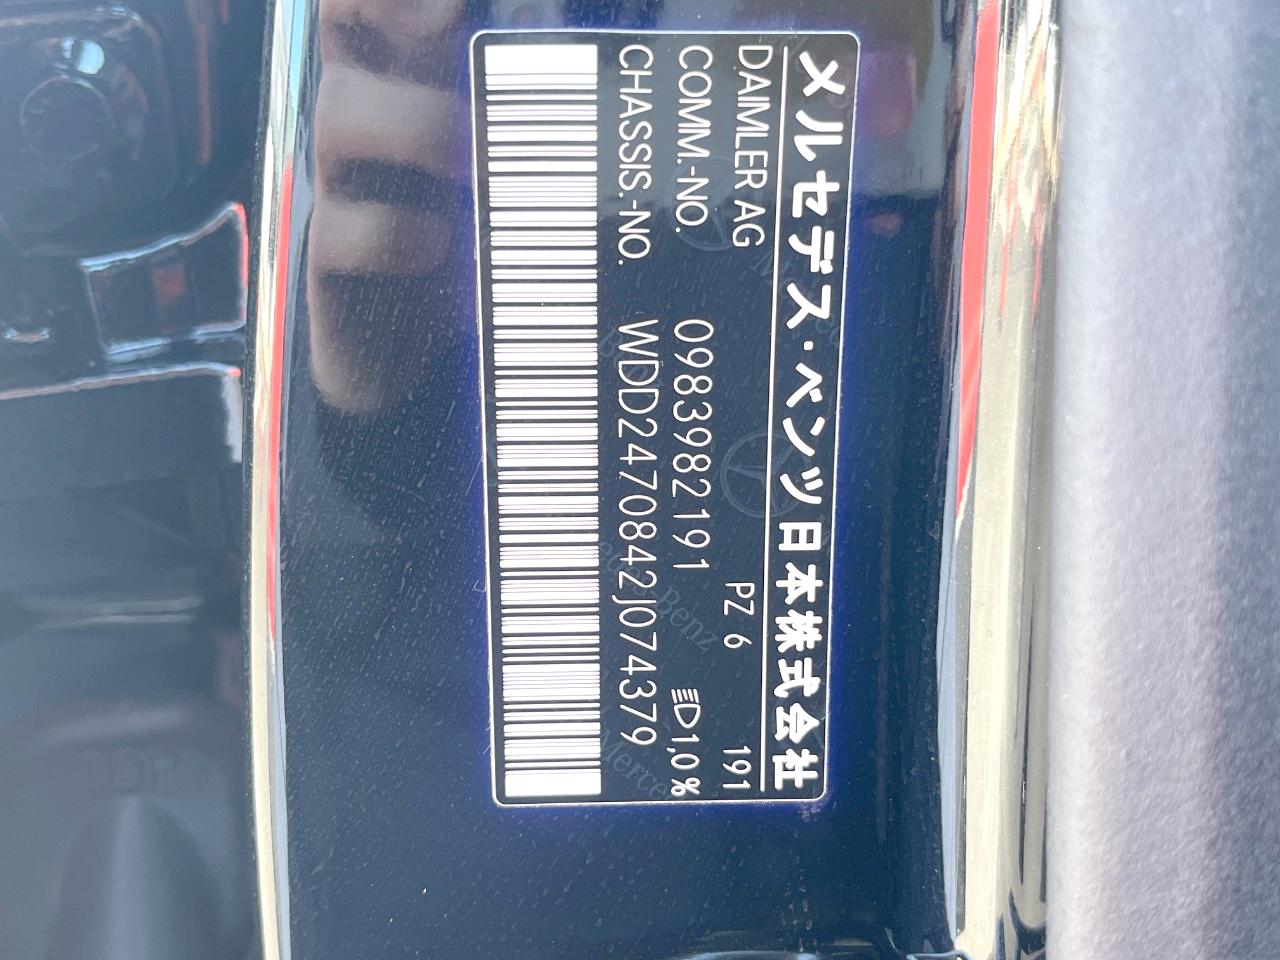 メルセデス・ベンツ日本株式会社
DAIMLER AG PZ 6 191
COMM.-NO. 0983982191 1,0%
CHASSIS.-NO. WDD2470842J074379